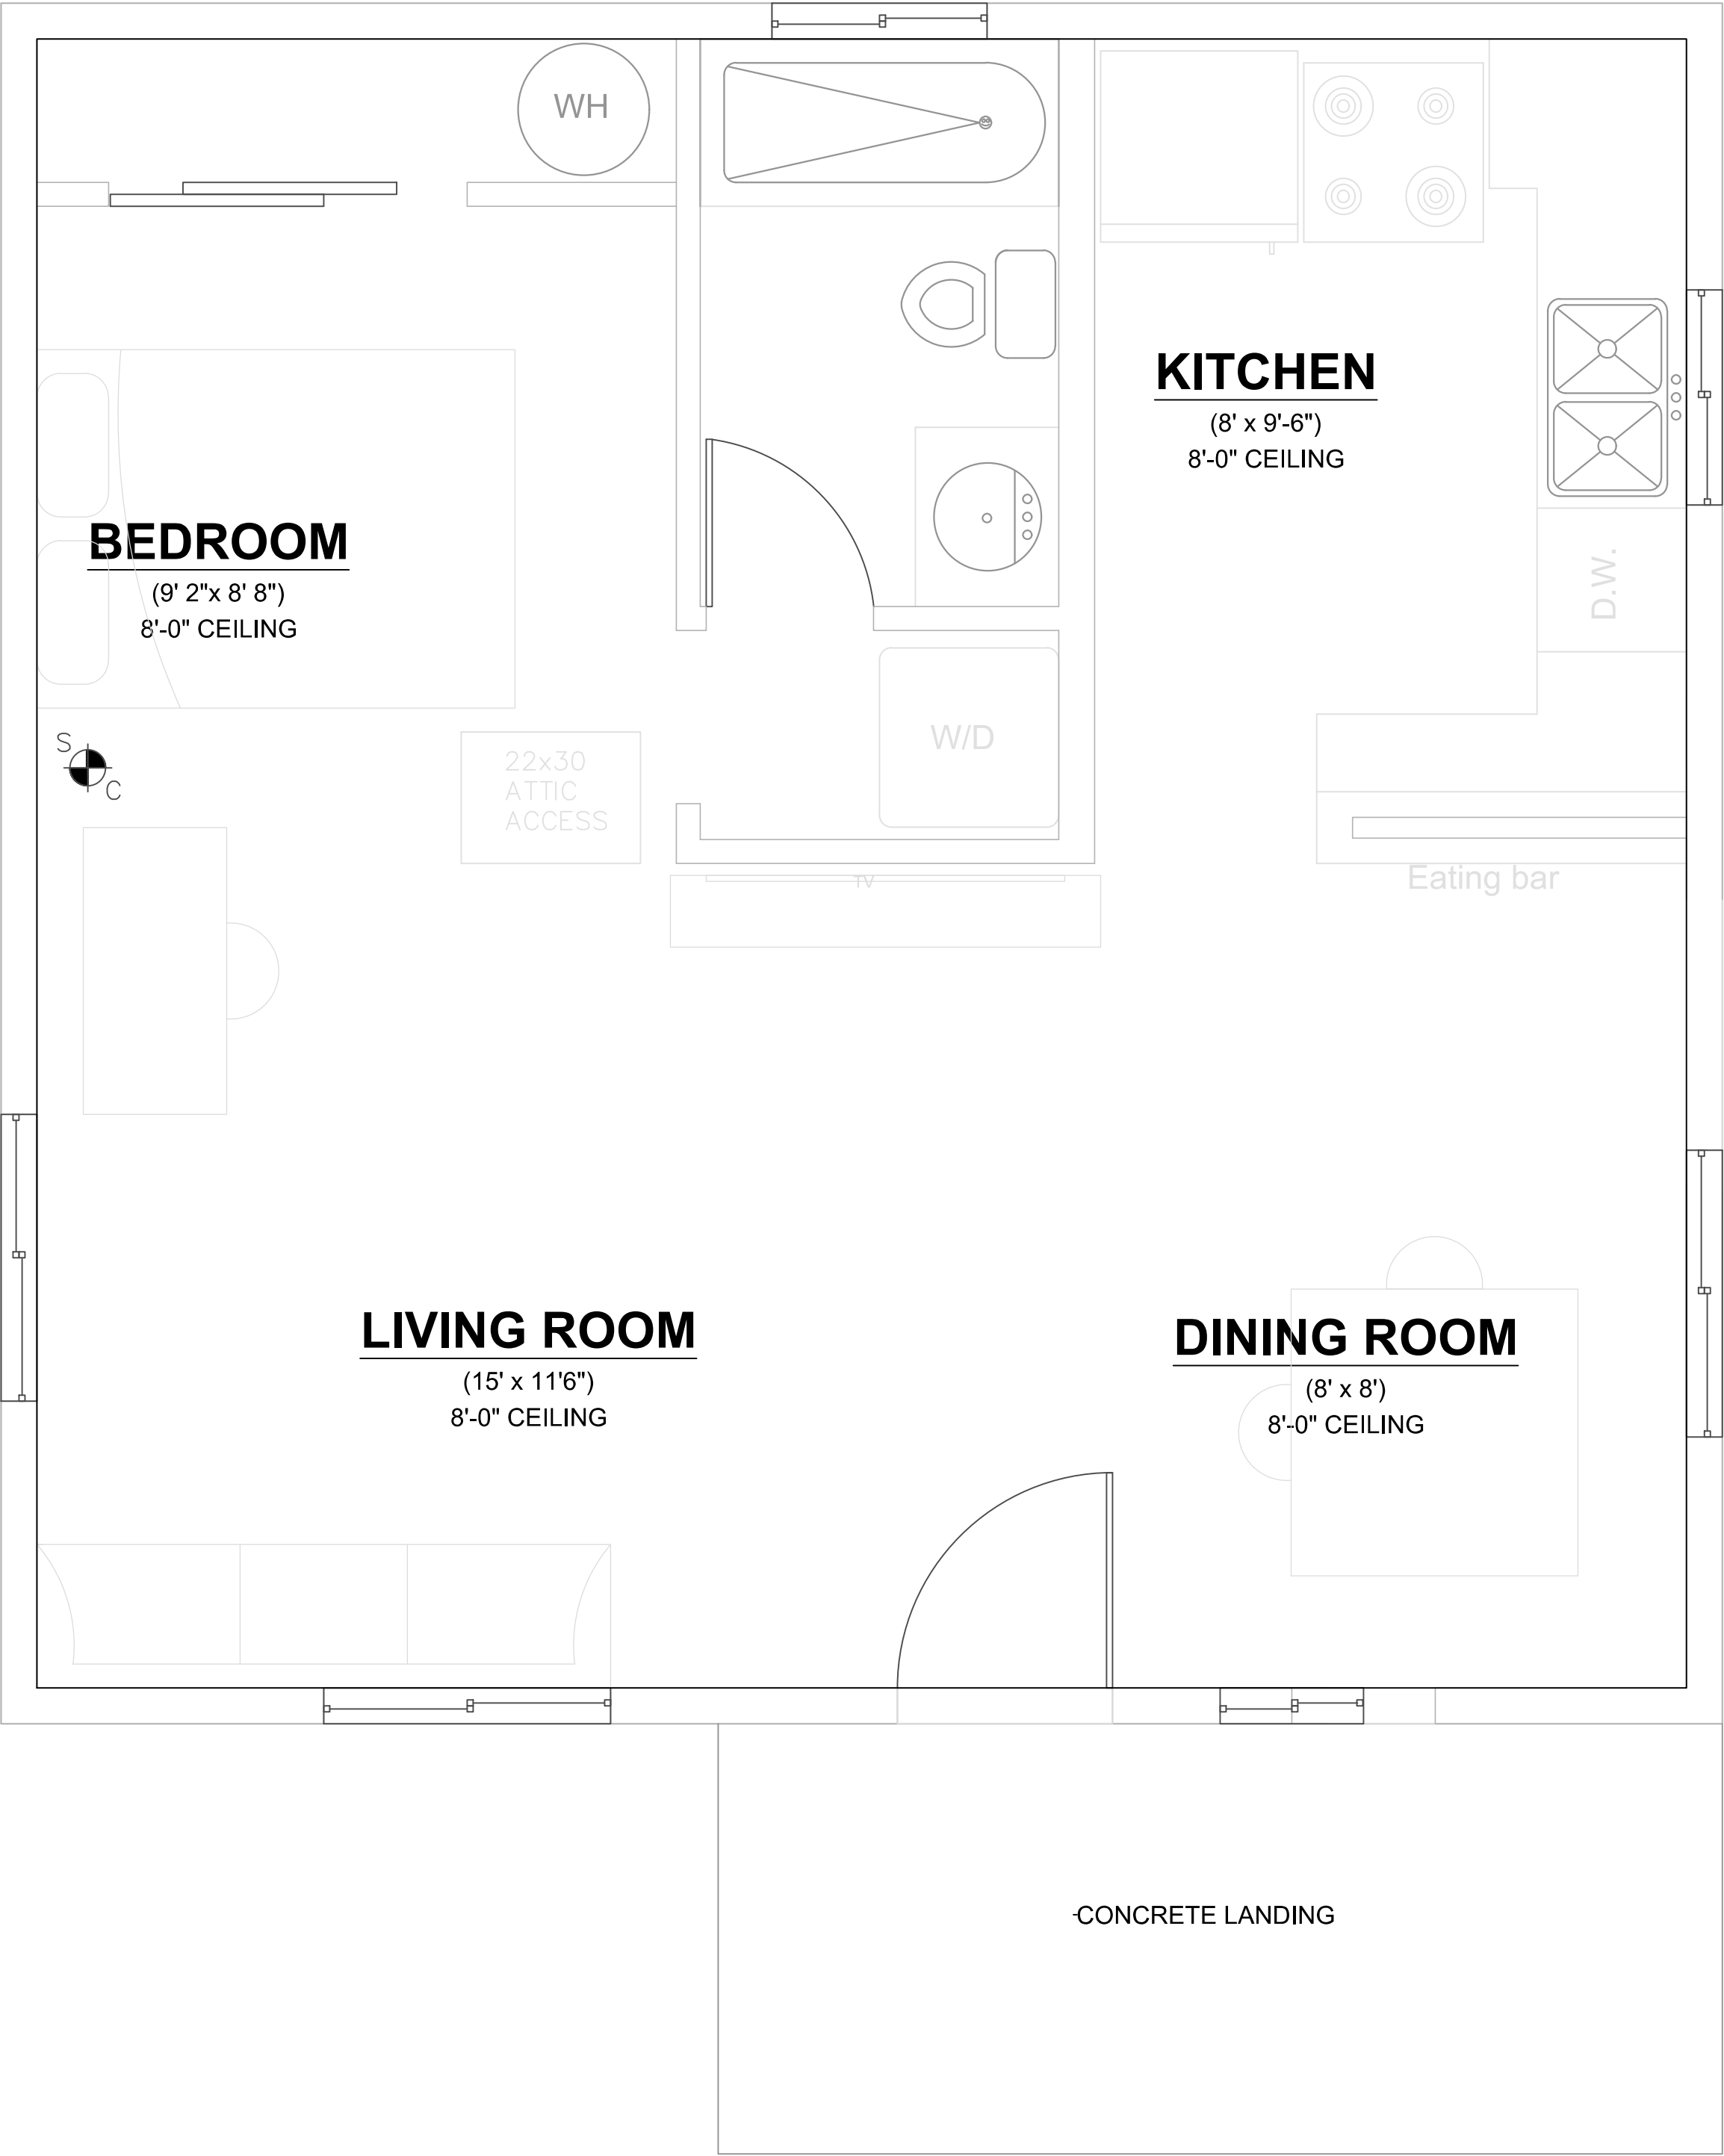 WH
KITCHEN
(8' x 9'-6")
8'-0" CEILING
BEDROOM
(9' 2"x 8' 8")
8'-0" CEILING
D.W.
S
C
22x30
ATTIC
ACCESS
W/D
TV
Eating bar
LIVING ROOM
(15' x 11'6")
8'-0" CEILING
DINING ROOM
(8' x 8')
8'-0" CEILING
CONCRETE LANDING